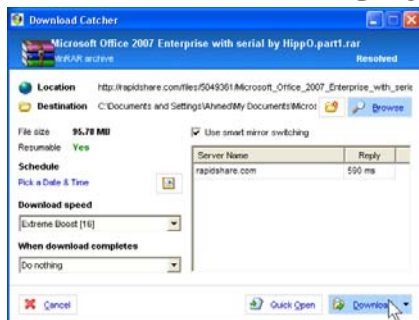 Download Catcher
Microsoft Office 2007 Enterprise with serial by HippO.part1.rar
WinRAR archive
Resolved
Location http://rapidshare.com/files/5049361/Microsoft_Office_2007_Enterprise_with_serie
Destination C:\Documents and Settings\Ahmed\My Documents\Micros
Browse
File size 95.78 MB
Use smart mirror switching
Resumable Yes
Server Name Reply
rapidshare.com 590 ms
Schedule
Pick a Date & Time
Download speed
Extreme Boost [16]
When download completes
Do nothing
Cancel
Quick Open
Download